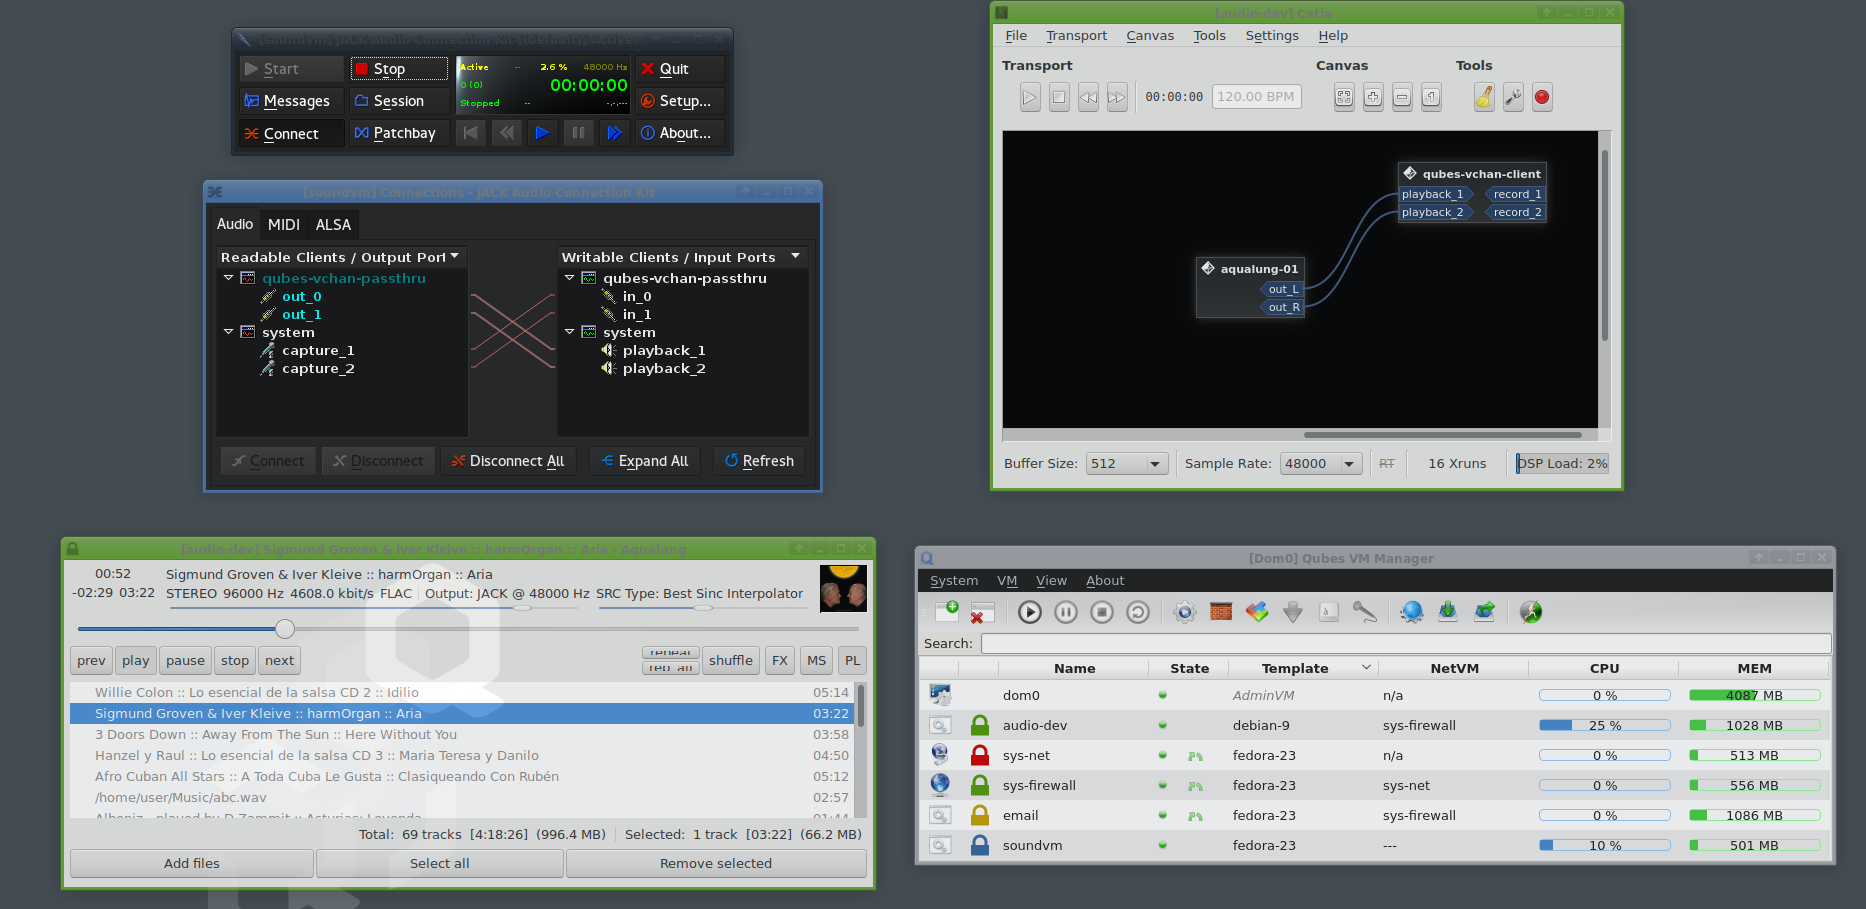 [soundvm] JACK Audio Connection Kit [(default)] Active.
Start
Stop
Active -- 2.6 % 48000 Hz
0 (0) 00:00:00
Stopped -- -.-.---
Quit
Messages
Session
Setup...
Connect
Patchbay
About...
[soundvm] Connections - JACK Audio Connection Kit
Audio MIDI ALSA
Readable Clients / Output Port
qubes-vchan-passthru
out_0
out_1
system
capture_1
capture_2
Writable Clients / Input Ports
qubes-vchan-passthru
in_0
in_1
system
playback_1
playback_2
Connect Disconnect Disconnect All Expand All Refresh
[audio-dev] Catia
File Transport Canvas Tools Settings Help
Transport Canvas Tools
00:00:00 120.00 BPM
qubes-vchan-client
playback_1 record_1
playback_2 record_2
aqualung-01
out_L
out_R
Buffer Size: 512 Sample Rate: 48000 RT 16 Xruns DSP Load: 2%
[audio-dev] Sigmund Groven & Iver Kleive :: harmOrgan :: Aria - Aqualung
00:52 Sigmund Groven & Iver Kleive :: harmOrgan :: Aria
-02:29 03:22 STEREO 96000 Hz 4608.0 kbit/s FLAC Output: JACK @ 48000 Hz SRC Type: Best Sinc Interpolator
prev play pause stop next repeat rep all shuffle FX MS PL
Willie Colon :: Lo esencial de la salsa CD 2 :: Idilio 05:14
Sigmund Groven & Iver Kleive :: harmOrgan :: Aria 03:22
3 Doors Down :: Away From The Sun :: Here Without You 03:58
Hanzel y Raul :: Lo esencial de la salsa CD 3 :: Maria Teresa y Danilo 04:50
Afro Cuban All Stars :: A Toda Cuba Le Gusta :: Clasiqueando Con Rubén 05:12
/home/user/Music/abc.wav 02:57
Albeniz - played by D Zammit :: Asturias: Leyenda 01:44
Total: 69 tracks [4:18:26] (996.4 MB) Selected: 1 track [03:22] (66.2 MB)
Add files Select all Remove selected
[Dom0] Qubes VM Manager
System VM View About
Search:
Name State Template NetVM CPU MEM
dom0 AdminVM n/a 0 % 4087 MB
audio-dev debian-9 sys-firewall 25 % 1028 MB
sys-net fedora-23 n/a 0 % 513 MB
sys-firewall fedora-23 sys-net 0 % 556 MB
email fedora-23 sys-firewall 0 % 1086 MB
soundvm fedora-23 --- 10 % 501 MB